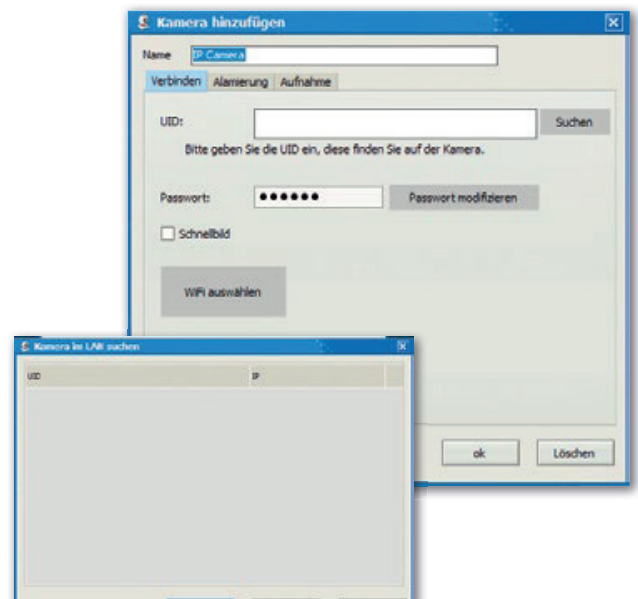 Kamera hinzufügen
Name IP Camera
Verbinden Alamierung Aufnahme
UID: Suchen
Bitte geben Sie die UID ein, diese finden Sie auf der Kamera.
Passwort: ●●●●●● Passwort modifizieren
Schnellbild
WiFi auswählen
ok Löschen
Kamera im LAN suchen
UID IP